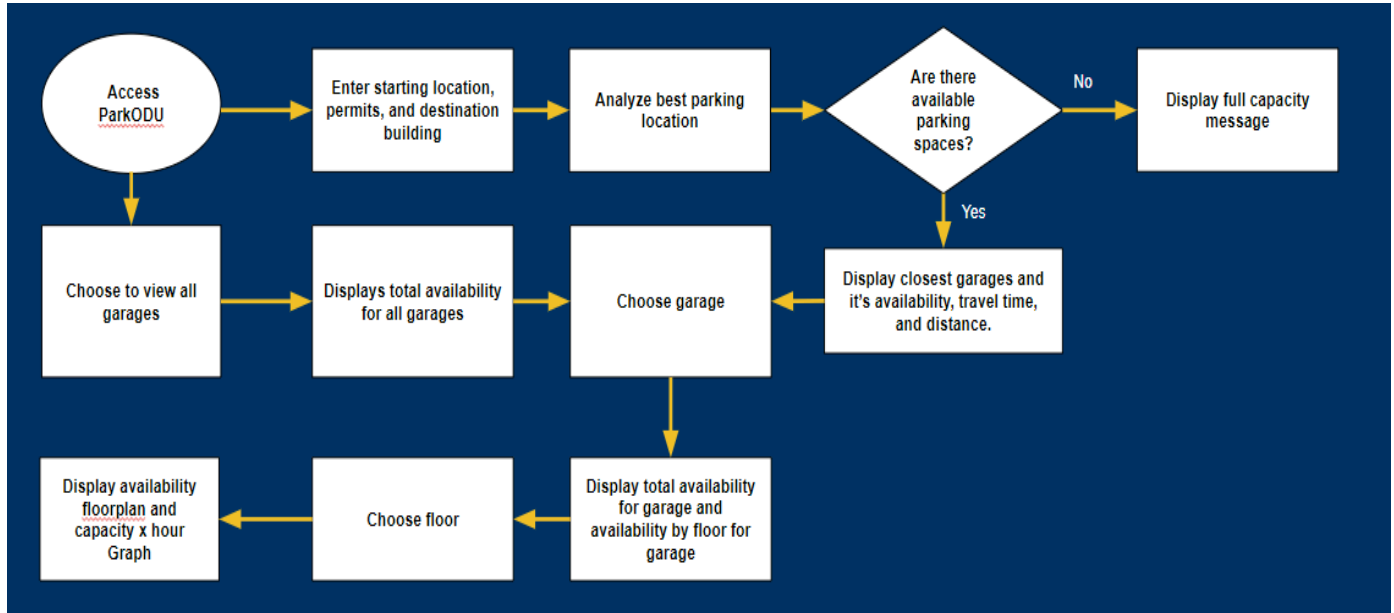 Access
ParkODU
Enter starting location,
permits, and destination
building
Analyze best parking
location
Are there
available
parking
spaces?
No
Display full capacity
message
Yes
Choose to view all
garages
Displays total availability
for all garages
Choose garage
Display closest garages and
it's availability, travel time,
and distance.
Display availability
floorplan and
capacity x hour
Graph
Choose floor
Display total availability
for garage and
availability by floor for
garage